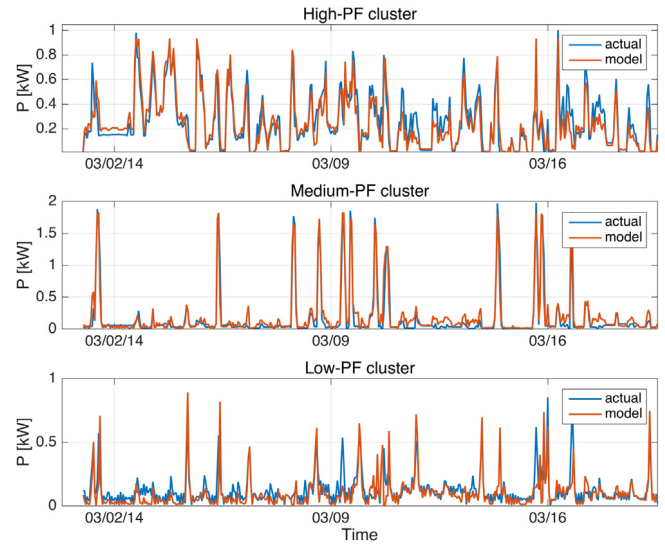 High-PF cluster
P [kW]
1
0.8
0.6
0.4
0.2
actual
model
03/02/14
03/09
03/16
Medium-PF cluster
P [kW]
2
1.5
1
0.5
0
actual
model
03/02/14
03/09
03/16
Low-PF cluster
P [kW]
1
0.5
0
actual
model
03/02/14
03/09
03/16
Time